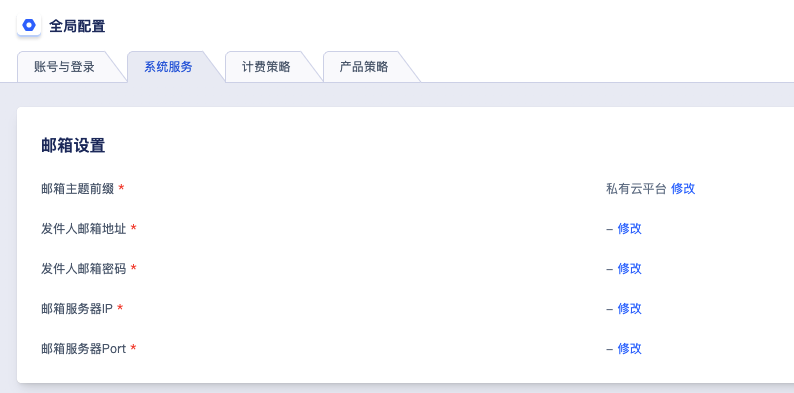 全局配置
账号与登录 系统服务 计费策略 产品策略
邮箱设置
邮箱主题前缀 * 私有云平台 修改
发件人邮箱地址 * – 修改
发件人邮箱密码 * – 修改
邮箱服务器IP * – 修改
邮箱服务器Port * – 修改